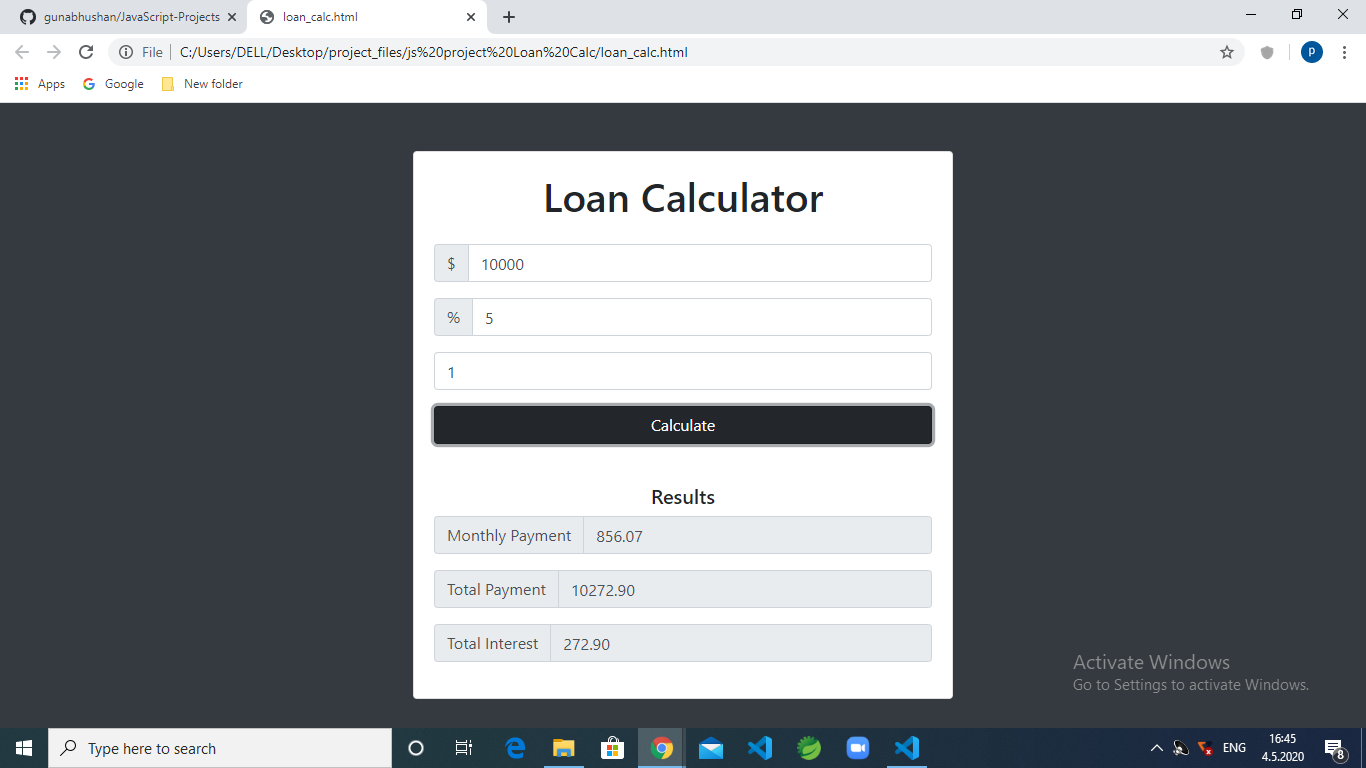 gunabhushan/JavaScript-Projects
loan_calc.html
File
C:/Users/DELL/Desktop/project_files/js%20project%20Loan%20Calc/loan_calc.html
P
Apps
Google
New folder
Loan Calculator
$ 10000
% 5
1
Calculate
Results
Monthly Payment 856.07
Total Payment 10272.90
Total Interest 272.90
Activate Windows
Go to Settings to activate Windows.
Type here to search
ENG
16:45
4.5.2020
8